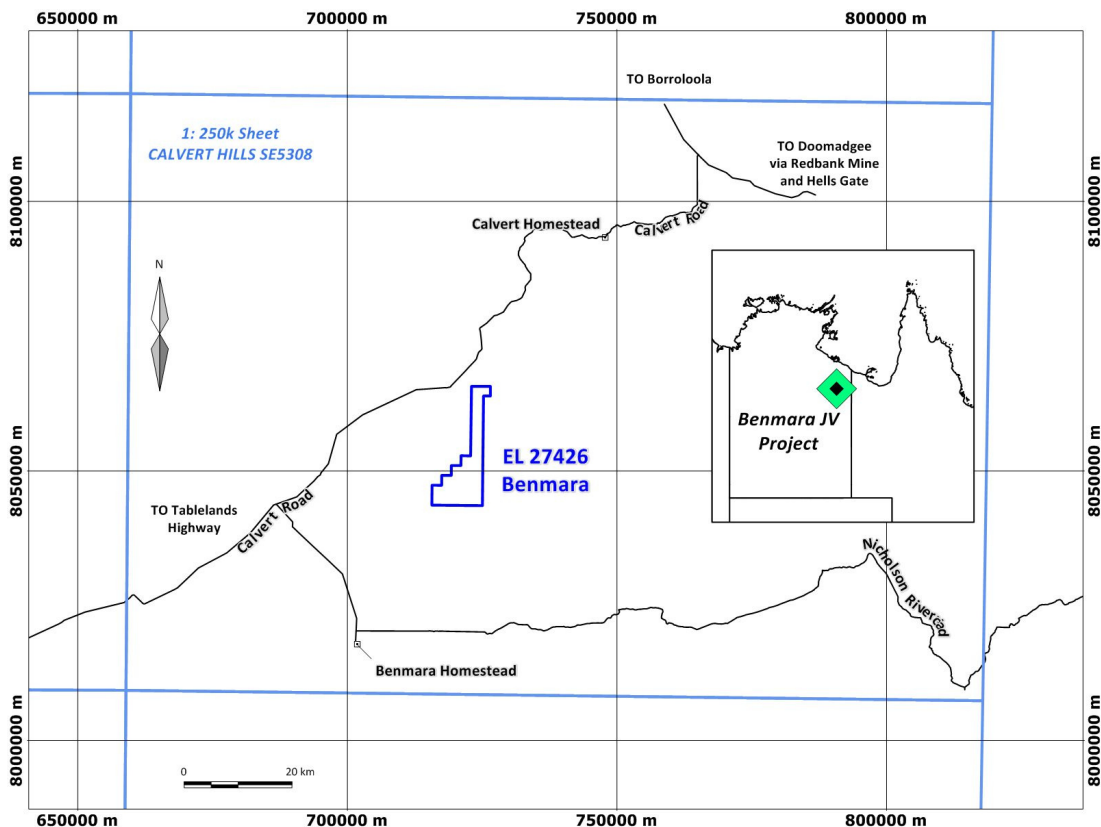 650000 m
700000 m
750000 m
800000 m
TO Borroloola
1: 250k Sheet
CALVERT HILLS SE5308
TO Doomadgee
via Redbank Mine
and Hells Gate
8100000 m
8100000 m
Calvert Homestead
Calvert Road
N
Benmara JV
Project
EL 27426
Benmara
8050000 m
8050000 m
TO Tablelands
Highway
Calvert Road
Nicholson River
Benmara Homestead
8000000 m
8000000 m
0
20 km
650000 m
700000 m
750000 m
800000 m